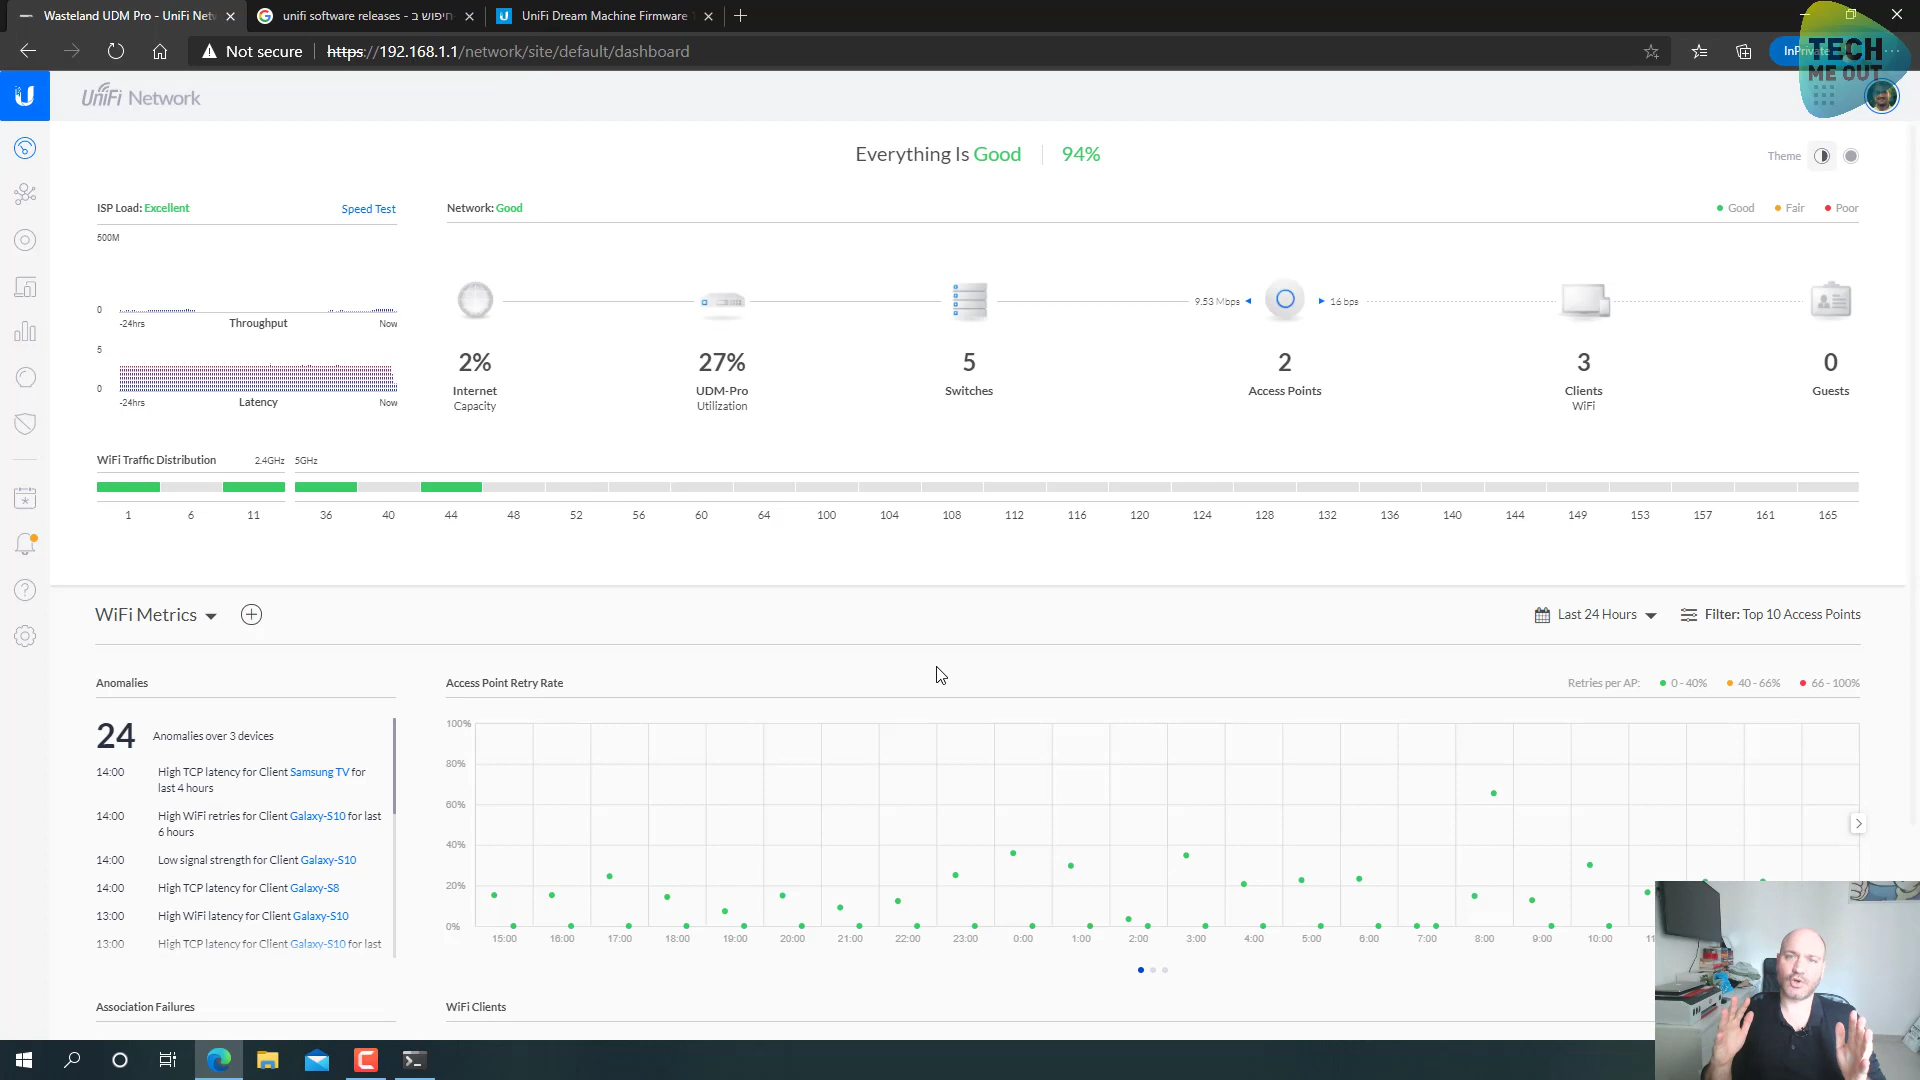 Wasteland UDM Pro - UniFi Netw
unifi software releases - חיפוש ב
UniFi Dream Machine Firmware 1
Not secure
https://192.168.1.1/network/site/default/dashboard
InPrivate
TECH
ME OUT
UniFi Network
Everything Is Good
94%
Theme
ISP Load: Excellent
Speed Test
Network: Good
Good
Fair
Poor
500M
0
-24hrs
Throughput
Now
5
0
-24hrs
Latency
Now
9.53 Mbps
16 bps
2%
Internet
Capacity
27%
UDM-Pro
Utilization
5
Switches
2
Access Points
3
Clients
WiFi
0
Guests
WiFi Traffic Distribution
2.4GHz
5GHz
1 6 11 36 40 44 48 52 56 60 64 100 104 108 112 116 120 124 128 132 136 140 144 149 153 157 161 165
WiFi Metrics
Last 24 Hours
Filter: Top 10 Access Points
Anomalies
24
Anomalies over 3 devices
14:00 High TCP latency for Client Samsung TV for
last 4 hours
14:00 High WiFi retries for Client Galaxy-S10 for last
6 hours
14:00 Low signal strength for Client Galaxy-S10
14:00 High TCP latency for Client Galaxy-S8
13:00 High WiFi latency for Client Galaxy-S10
13:00 High TCP latency for Client Galaxy-S10 for last
Access Point Retry Rate
Retries per AP:
0 - 40%
40 - 66%
66 - 100%
100%
80%
60%
40%
20%
0%
15:00 16:00 17:00 18:00 19:00 20:00 21:00 22:00 23:00 0:00 1:00 2:00 3:00 4:00 5:00 6:00 7:00 8:00 9:00 10:00 11
Association Failures
WiFi Clients